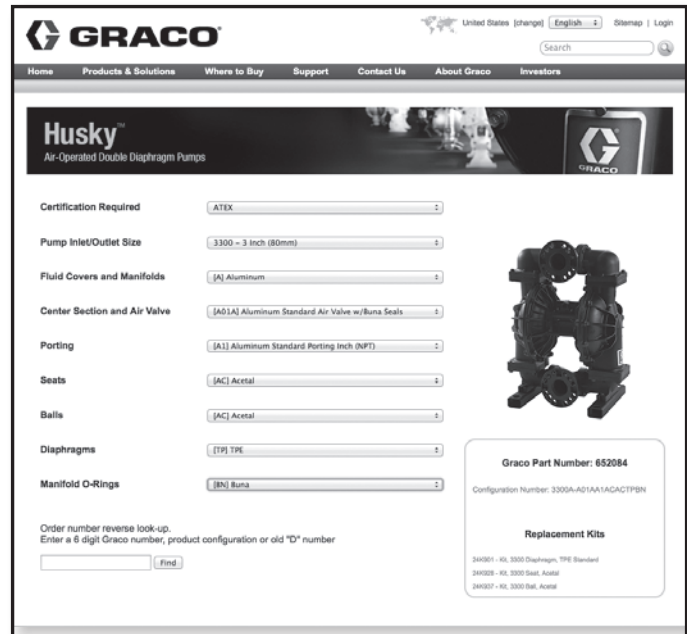 GRACO
United States [change] English Sitemap | Login
Search
Home Products & Solutions Where to Buy Support Contact Us About Graco Investors
Husky™
Air-Operated Double Diaphragm Pumps
GRACO
Certification Required ATEX
Pump Inlet/Outlet Size 3300 – 3 Inch (80mm)
Fluid Covers and Manifolds [A] Aluminum
Center Section and Air Valve [A01A] Aluminum Standard Air Valve w/Buna Seals
Porting [A1] Aluminum Standard Porting Inch (NPT)
Seats [AC] Acetal
Balls [AC] Acetal
Diaphragms [TP] TPE
Manifold O-Rings [BN] Buna
Graco Part Number: 652084
Configuration Number: 3300A-A01AA1ACACTPBN
Replacement Kits
24K901 - Kit, 3300 Diaphragm, TPE Standard
24K928 - Kit, 3300 Seat, Acetal
24K937 - Kit, 3300 Ball, Acetal
Order number reverse look-up.
Enter a 6 digit Graco number, product configuration or old "D" number
Find